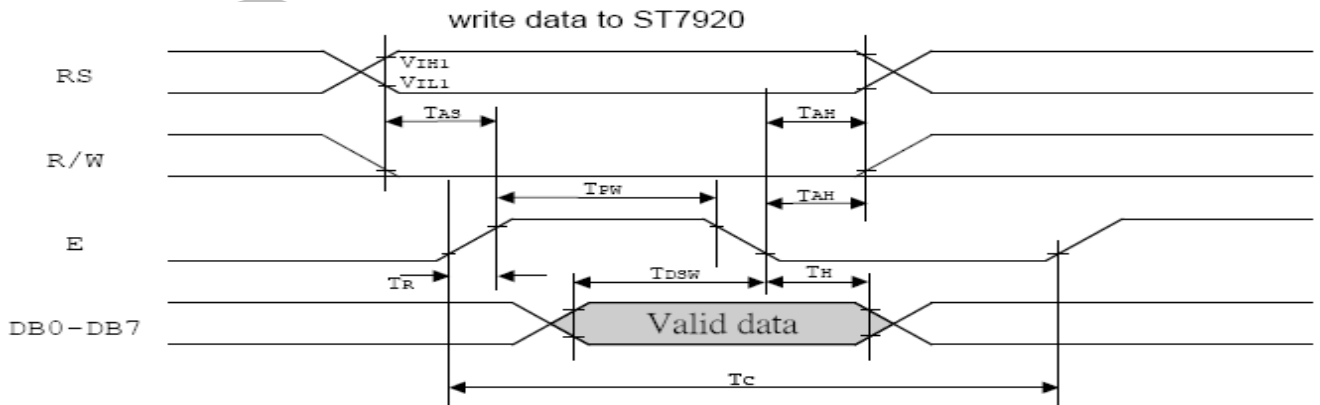 write data to ST7920
RS
VIH1
VIL1
TAS
TAH
R/W
TPW
TAH
E
TR
TDSW
TH
DB0-DB7
Valid data
TC